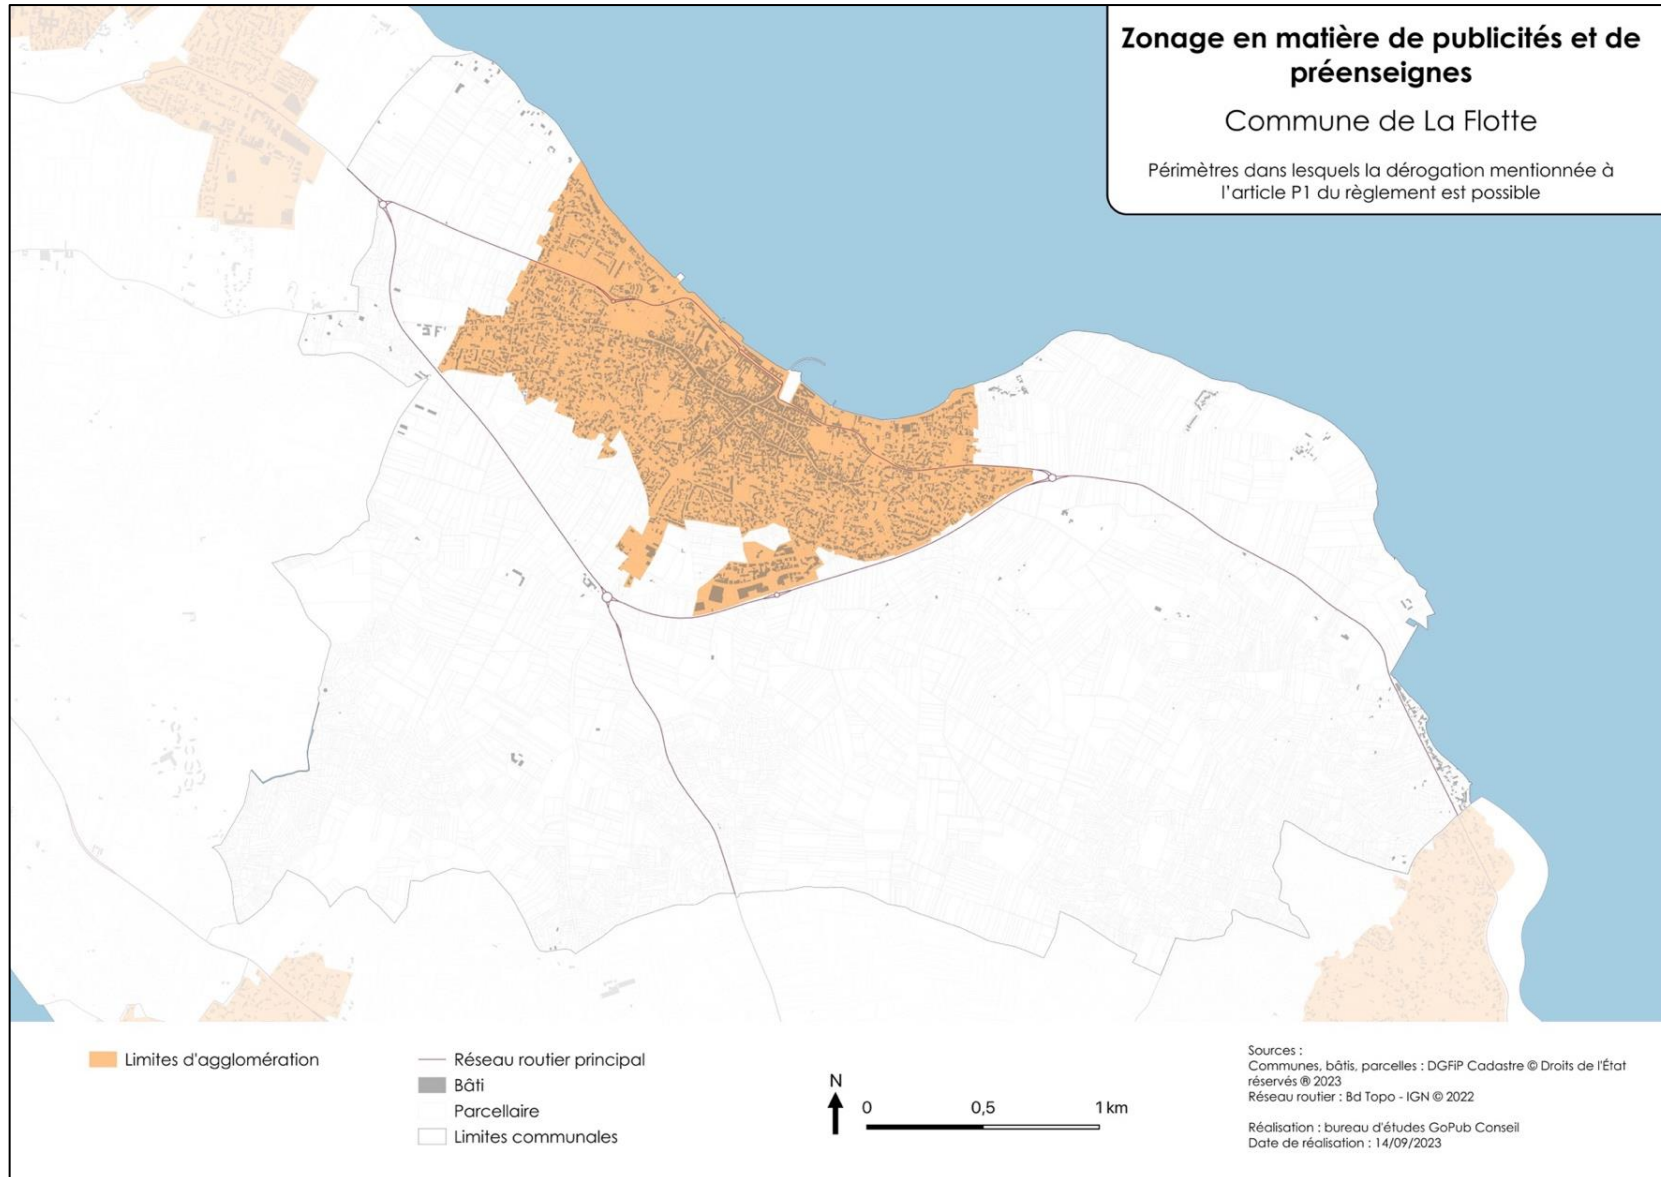 Zonage en matière de publicités et de
préenseignes
Commune de La Flotte
Périmètres dans lesquels la dérogation mentionnée à
l'article P1 du règlement est possible
Limites d'agglomération
Réseau routier principal
Bâti
Parcellaire
Limites communales
N
0 0,5 1 km
Sources :
Communes, bâtis, parcelles : DGFiP Cadastre © Droits de l'État
réservés ® 2023
Réseau routier : Bd Topo - IGN © 2022
Réalisation : bureau d'études GoPub Conseil
Date de réalisation : 14/09/2023